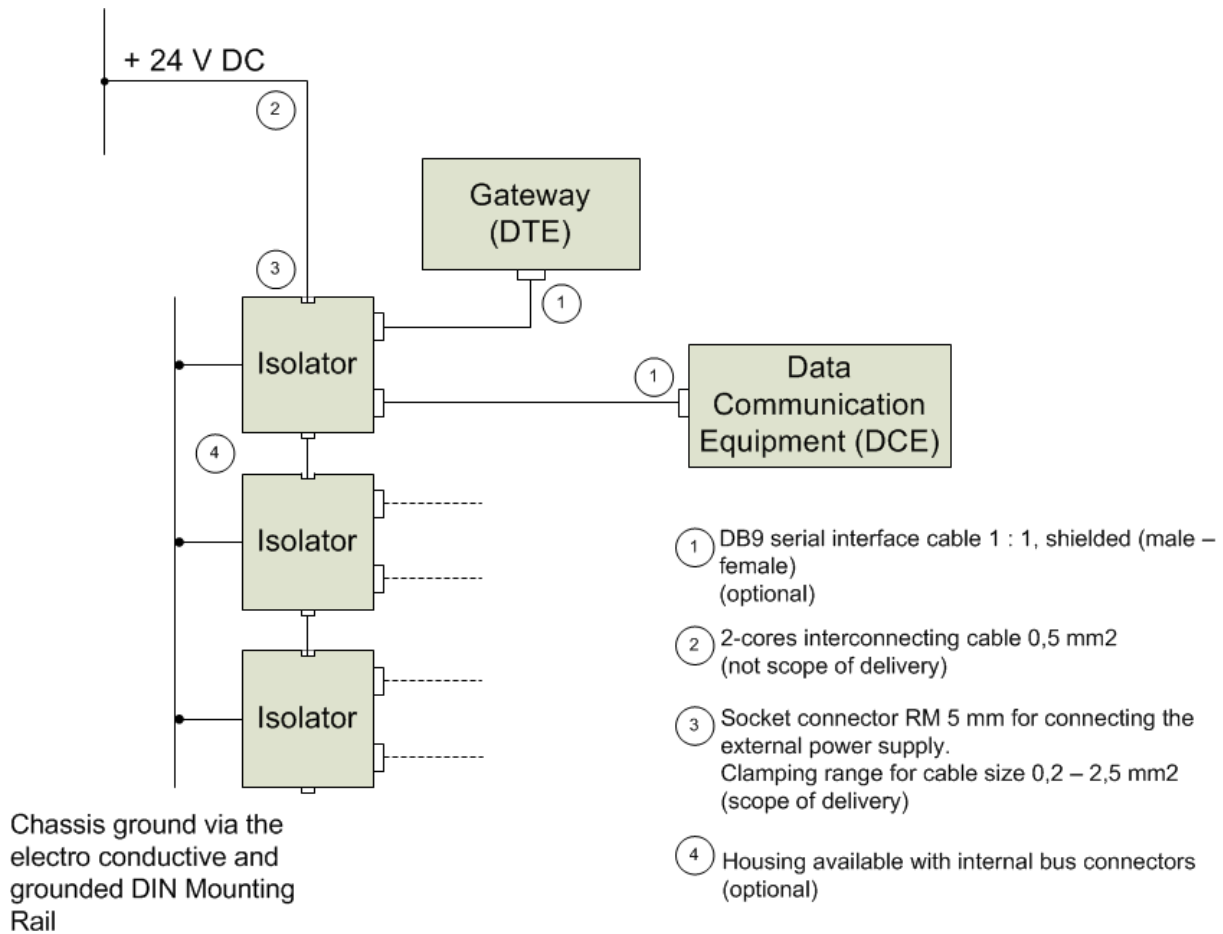 + 24 V DC
2
Gateway
(DTE)
3
1
Isolator
1
Data
Communication
Equipment (DCE)
4
Isolator
Isolator
1
DB9 serial interface cable 1 : 1, shielded (male –
female)
(optional)
2
2-cores interconnecting cable 0,5 mm2
(not scope of delivery)
3
Socket connector RM 5 mm for connecting the
external power supply.
Clamping range for cable size 0,2 – 2,5 mm2
(scope of delivery)
4
Housing available with internal bus connectors
(optional)
Chassis ground via the
electro conductive and
grounded DIN Mounting
Rail